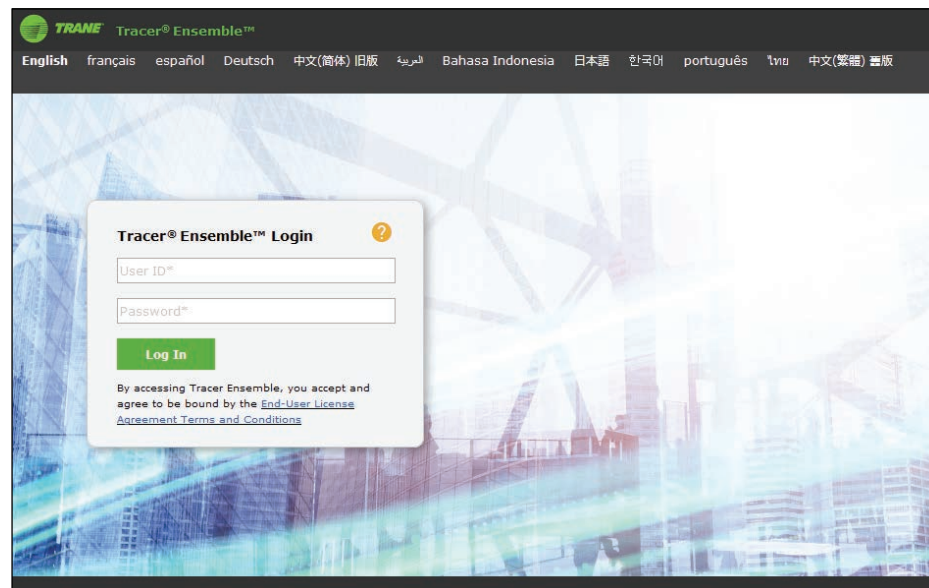 TRANE Tracer® Ensemble™
English français español Deutsch 中文(简体) 旧版 العربية Bahasa Indonesia 日本語 한국어 português ไทย 中文(繁體) 舊版
Tracer® Ensemble™ Login ?
User ID*
Password*
Log In
By accessing Tracer Ensemble, you accept and
agree to be bound by the End-User License
Agreement Terms and Conditions